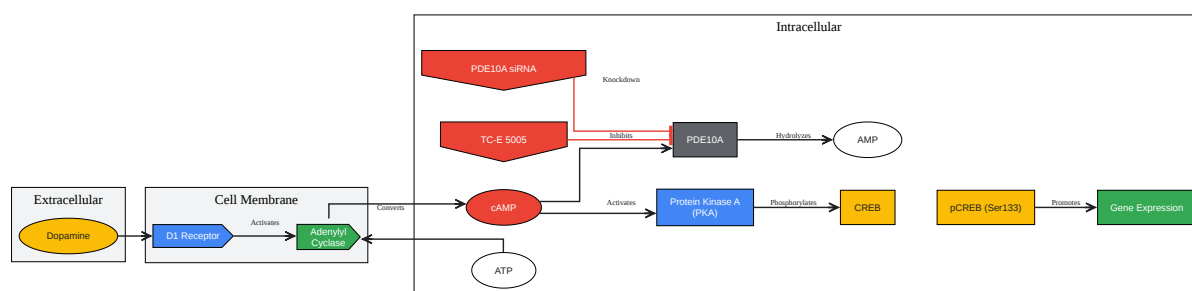 Intracellular
PDE10A siRNA
Knockdown
TC-E 5005
Inhibits
PDE10A
Hydrolyzes
AMP
Extracellular
Cell Membrane
Dopamine
D1 Receptor
Activates
Adenylyl
Cyclase
Converts
cAMP
Activates
Protein Kinase A
(PKA)
Phosphorylates
CREB
pCREB (Ser133)
Promotes
Gene Expression
ATP